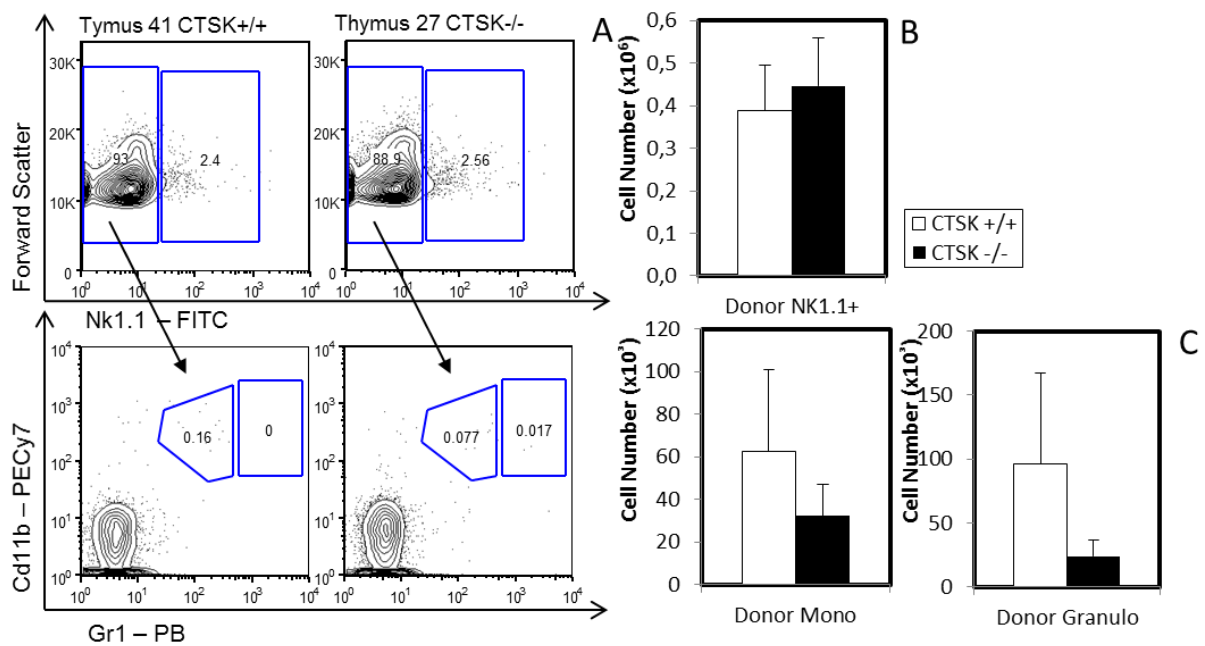 Tymus 41 CTSK+/+
Thymus 27 CTSK-/-
A
Forward Scatter
30K
20K
10K
0
93
2.4
10⁰ 10¹ 10² 10³ 10⁴
30K
20K
10K
0
88.9
2.56
10⁰ 10¹ 10² 10³ 10⁴
Nk1.1 – FITC
Cd11b – PECy7
10⁴
10³
10²
10¹
10⁰
0.16
0
10⁰ 10¹ 10² 10³ 10⁴
10⁴
10³
10²
10¹
10⁰
0.077
0.017
10⁰ 10¹ 10² 10³ 10⁴
Gr1 – PB
B
Cell Number (x10⁶)
0,6
0,5
0,4
0,3
0,2
0,1
0,0
Donor NK1.1+
CTSK +/+
CTSK -/-
C
Cell Number (x10³)
120
100
80
60
40
20
0
Donor Mono
Cell Number (x10³)
200
150
100
50
0
Donor Granulo